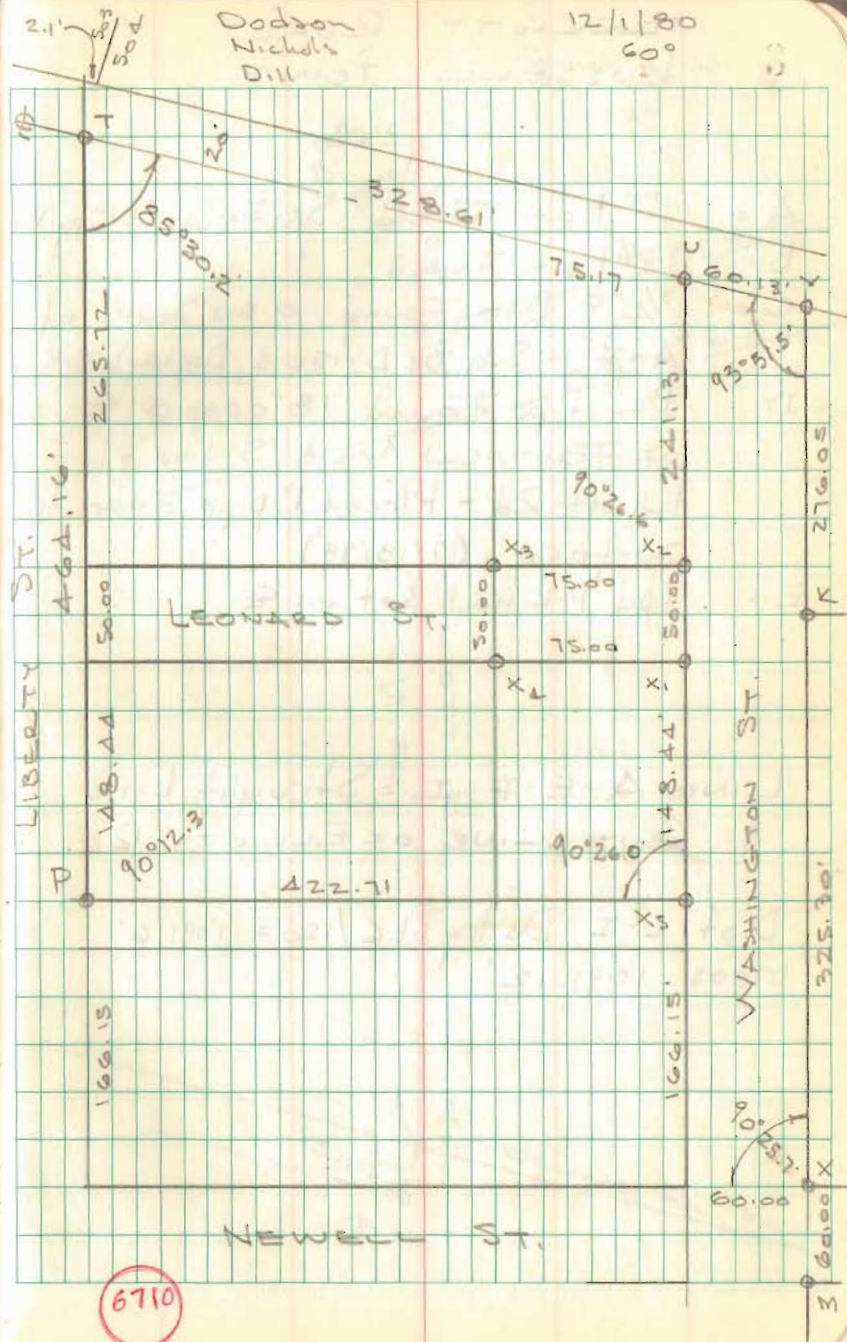 Dodson
Nichols
Dill
12/1/80
60°
2.1'
503
504
T
20'
328.61'
85°30.2'
75.17
C
60.13'
L
93°51.5'
265.72
241.13'
276.05
464.16'
90°26.6'
X3
X2
75.00
K
50.00
LEONARD ST.
50.00
50.00
75.00
X4
X1
LIBERTY ST.
WASHINGTON ST.
148.44
148.44'
90°12.3
90°26.0'
P
422.71
X5
325.30'
166.15
166.15'
90°25.7'
X
60.00
60.00
NEWELL ST.
M
6710